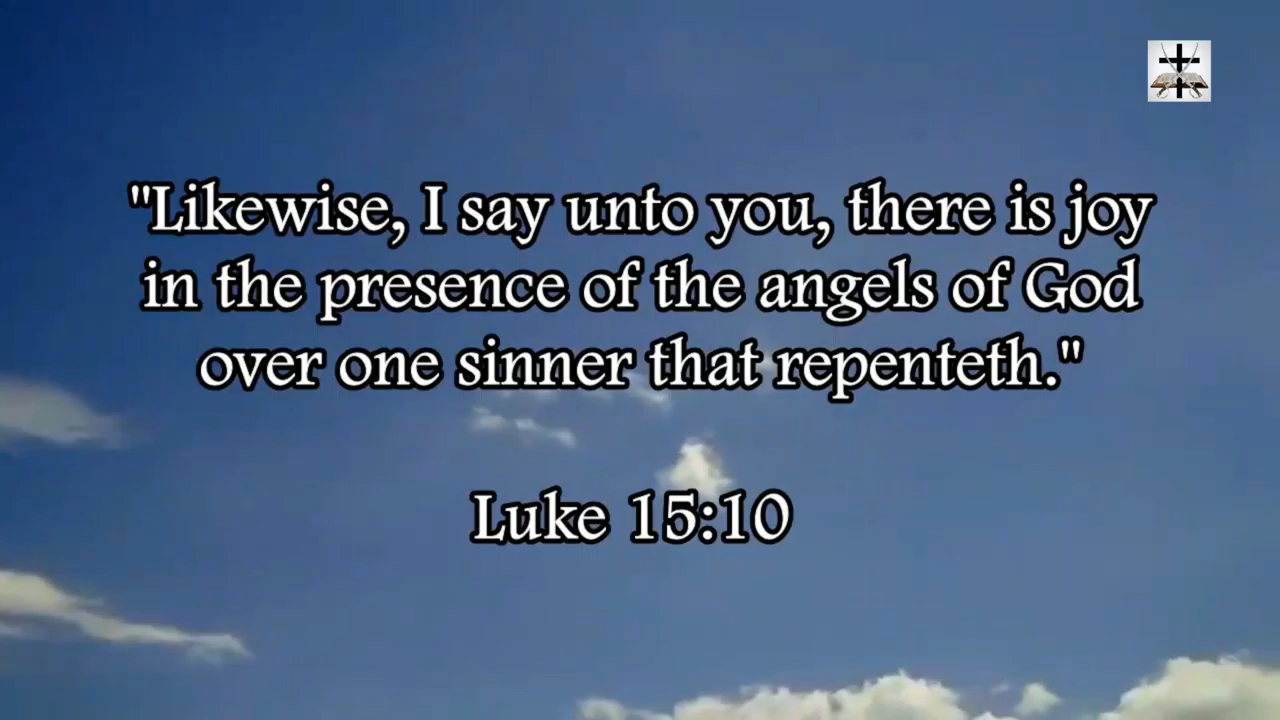 "Likewise, I say unto you, there is joy
in the presence of the angels of God
over one sinner that repenteth."
Luke 15:10